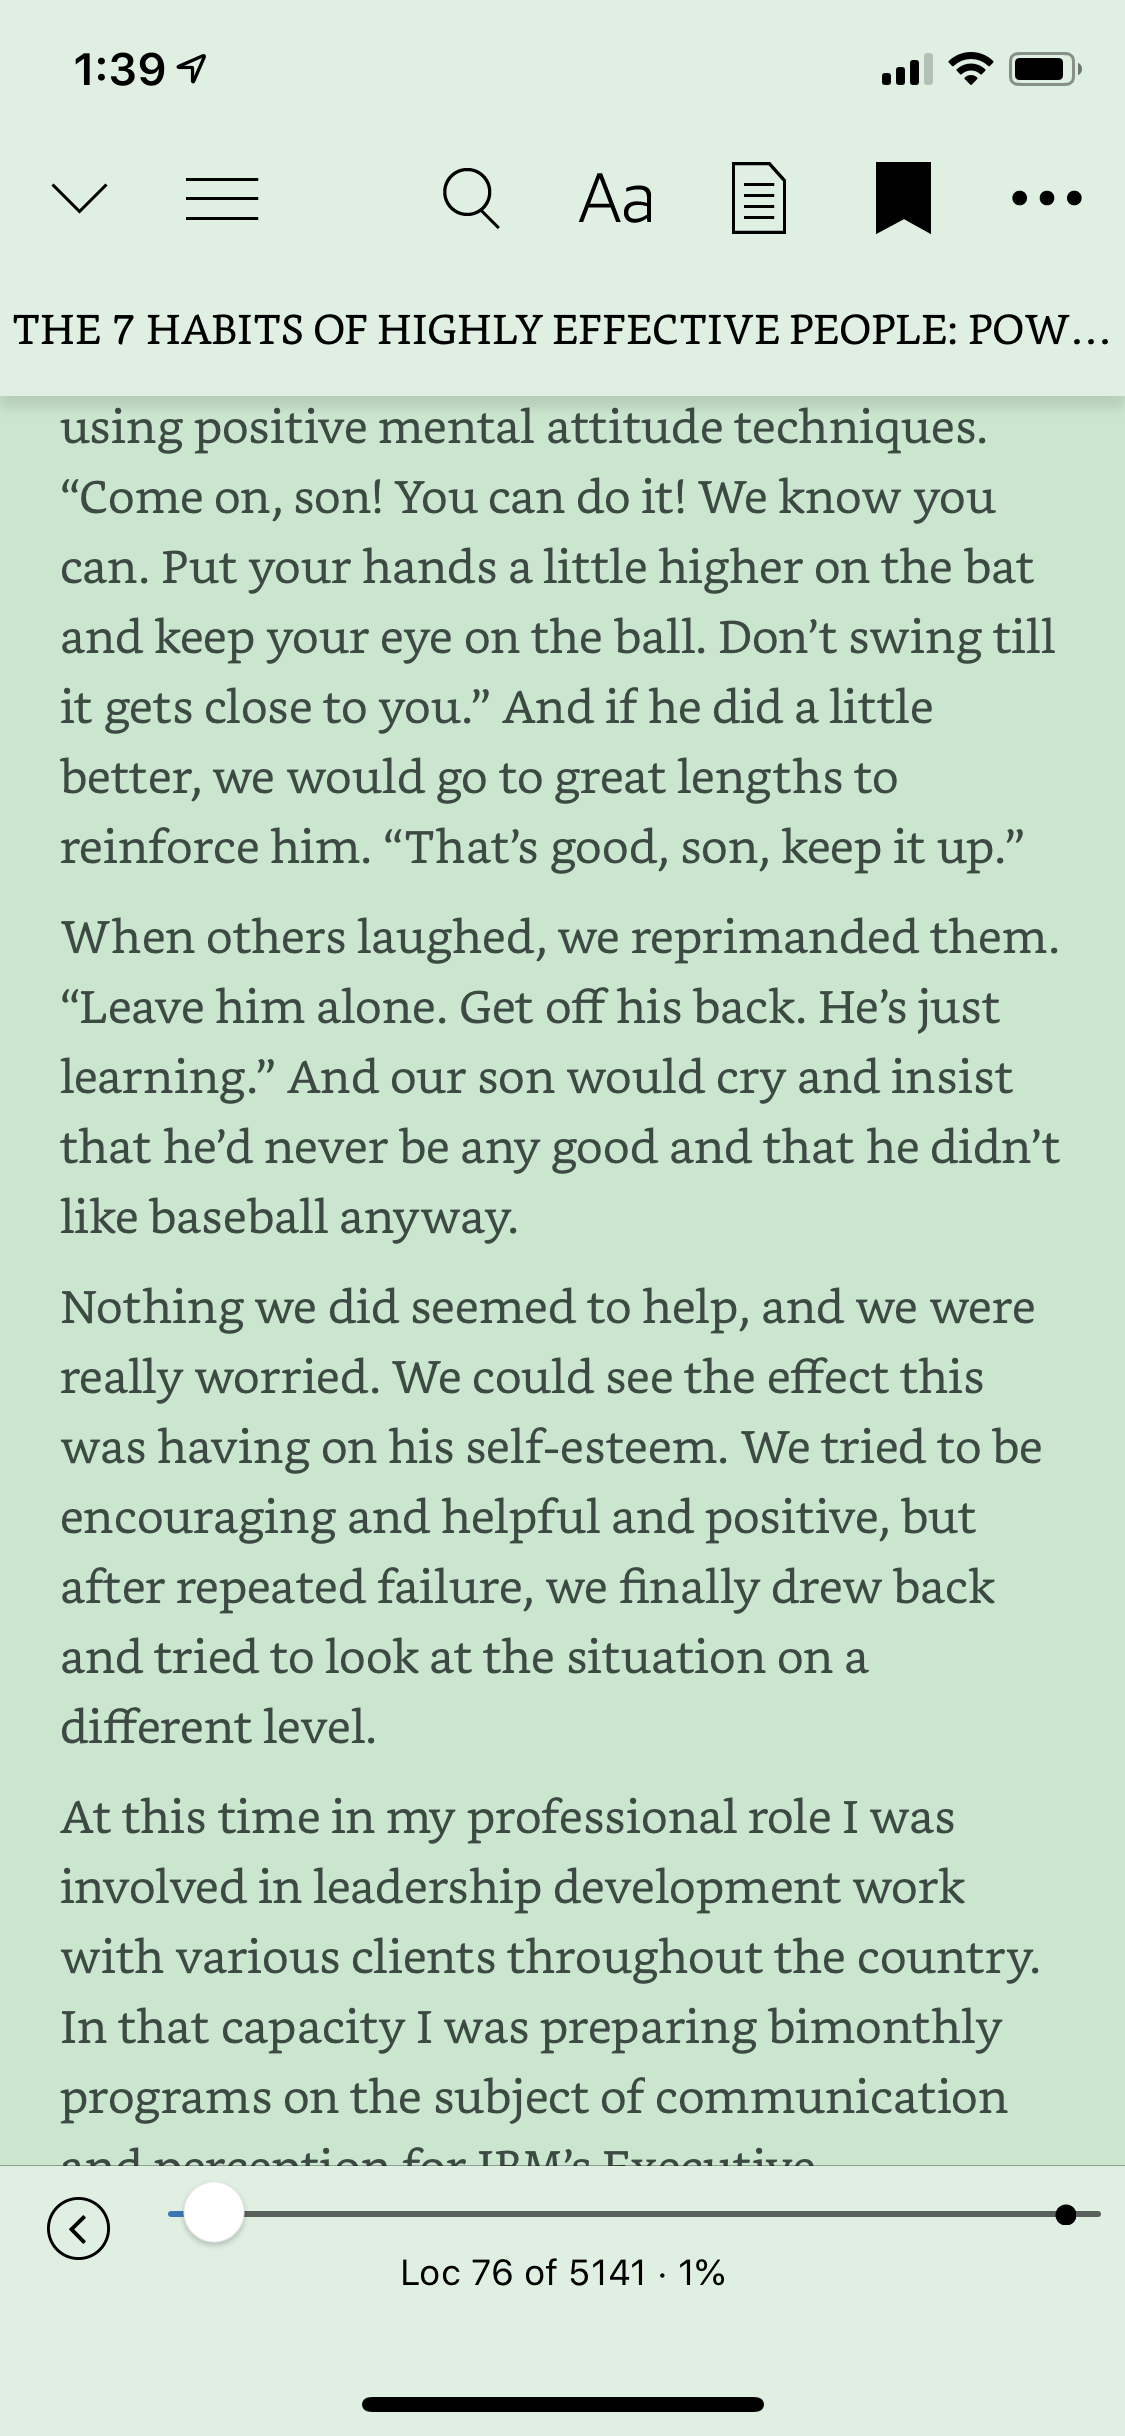 1:39
Aa
THE 7 HABITS OF HIGHLY EFFECTIVE PEOPLE: POW...
using positive mental attitude techniques.
“Come on, son! You can do it! We know you
can. Put your hands a little higher on the bat
and keep your eye on the ball. Don’t swing till
it gets close to you.” And if he did a little
better, we would go to great lengths to
reinforce him. “That’s good, son, keep it up.”
When others laughed, we reprimanded them.
“Leave him alone. Get off his back. He’s just
learning.” And our son would cry and insist
that he’d never be any good and that he didn’t
like baseball anyway.
Nothing we did seemed to help, and we were
really worried. We could see the effect this
was having on his self-esteem. We tried to be
encouraging and helpful and positive, but
after repeated failure, we finally drew back
and tried to look at the situation on a
different level.
At this time in my professional role I was
involved in leadership development work
with various clients throughout the country.
In that capacity I was preparing bimonthly
programs on the subject of communication
and perception for IBM’s Executive
Loc 76 of 5141 · 1%